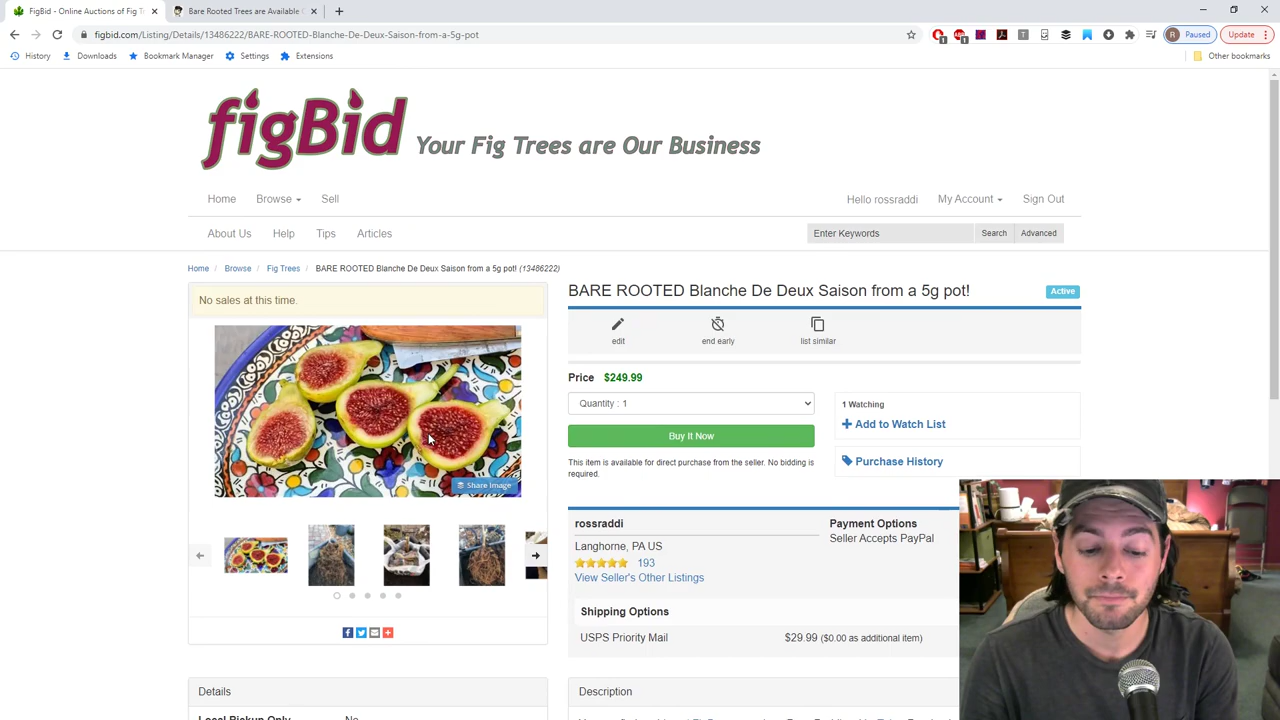 FigBid - Online Auctions of Fig T
Bare Rooted Trees are Available
figbid.com/Listing/Details/13486222/BARE-ROOTED-Blanche-De-Deux-Saison-from-a-5g-pot
Paused
Update
History
Downloads
Bookmark Manager
Settings
Extensions
Other bookmarks
figBid Your Fig Trees are Our Business
Home
Browse
Sell
Hello rossraddi
My Account
Sign Out
About Us
Help
Tips
Articles
Enter Keywords
Search
Advanced
Home / Browse / Fig Trees / BARE ROOTED Blanche De Deux Saison from a 5g pot! (13486222)
No sales at this time.
Share Image
BARE ROOTED Blanche De Deux Saison from a 5g pot!
Active
edit
end early
list similar
Price $249.99
Quantity : 1
Buy It Now
This item is available for direct purchase from the seller. No bidding is
required.
1 Watching
Add to Watch List
Purchase History
rossraddi
Langhorne, PA US
193
View Seller's Other Listings
Payment Options
Seller Accepts PayPal
Shipping Options
USPS Priority Mail
$29.99 ($0.00 as additional item)
Details
Description
Local Pickup Only
No